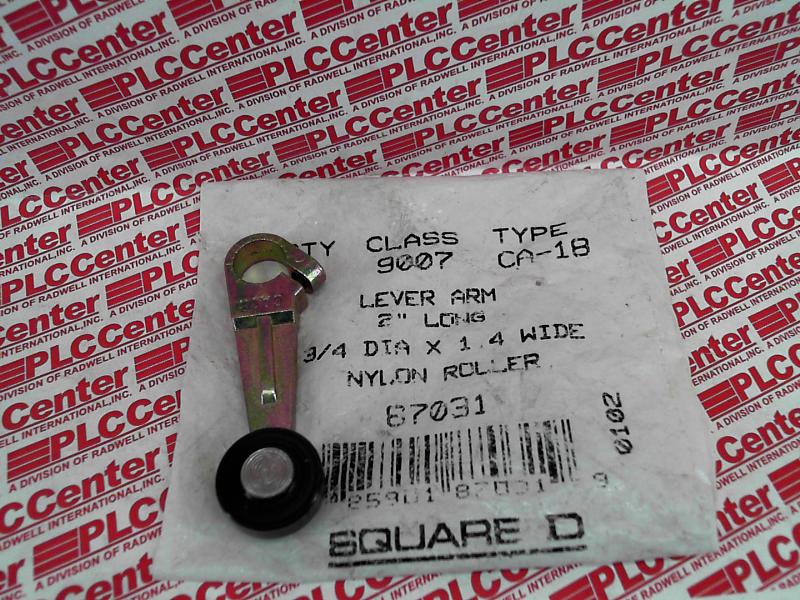 PLCCenter
A DIVISION OF RADWELL INTERNATIONAL, INC.
TY CLASS TYPE
9007 CA-18
LEVER ARM
2" LONG
3/4 DIA X 1.4 WIDE
NYLON ROLLER
87031
0102
9
SQUARE D